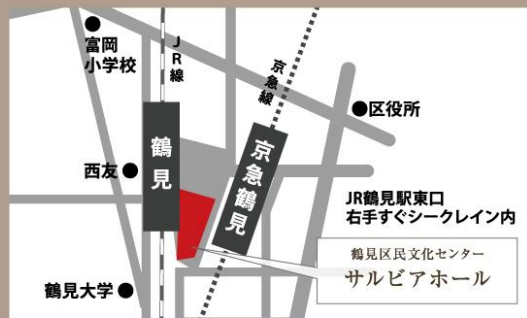 富岡
小学校
JR線
京急線
区役所
鶴見
西友
京急鶴見
JR鶴見駅東口
右手すぐシークレイン内
鶴見区民文化センター
サルビアホール
鶴見大学